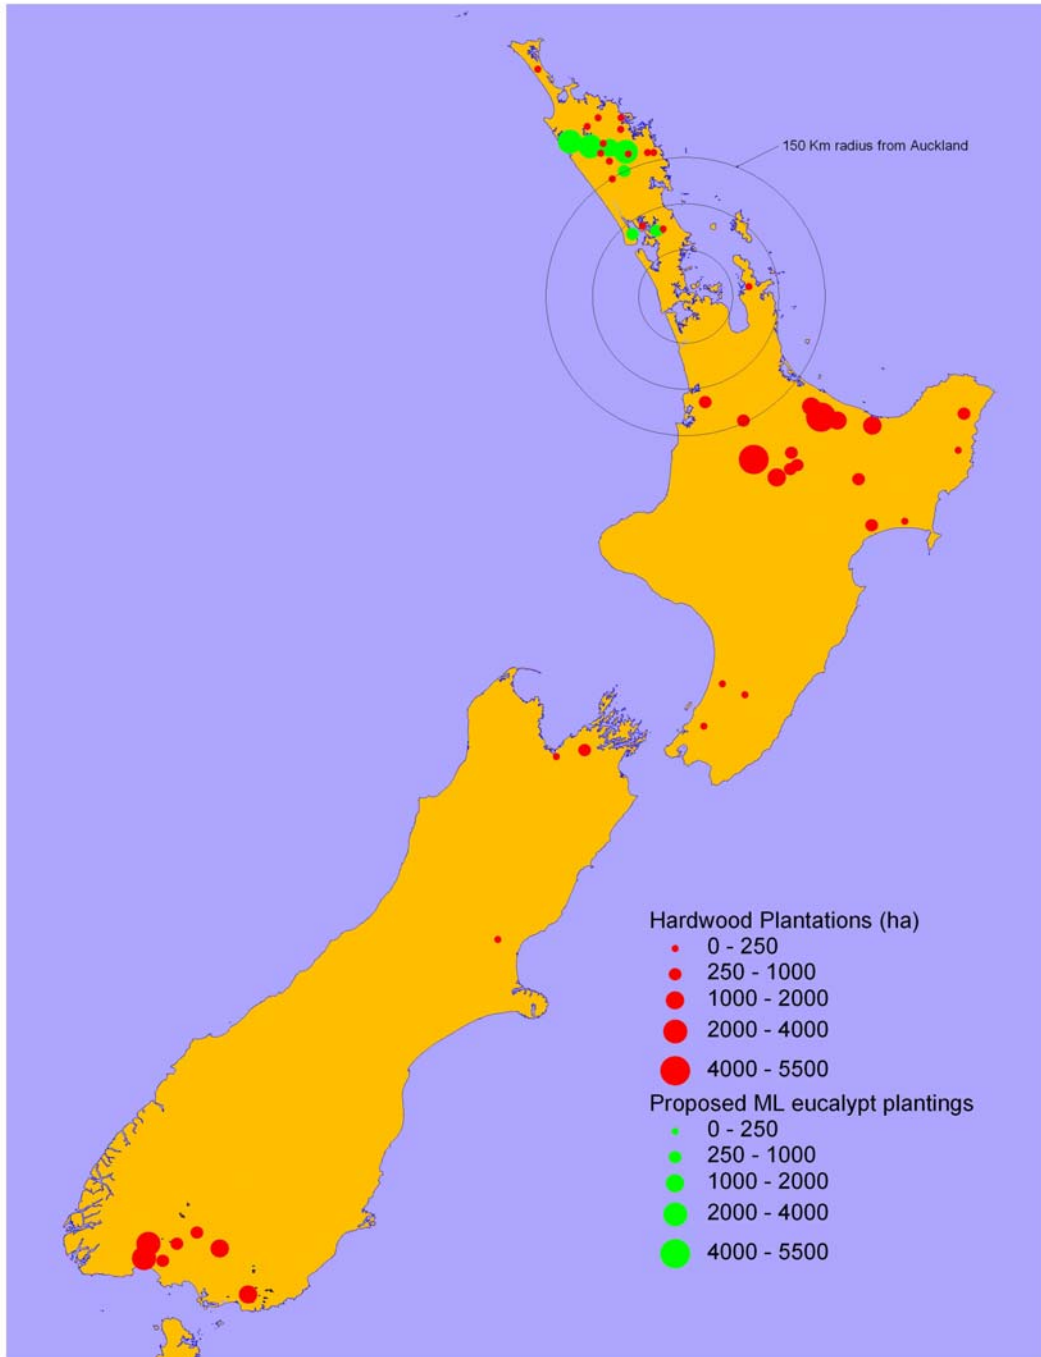 150 Km radius from Auckland
Hardwood Plantations (ha)
0 - 250
250 - 1000
1000 - 2000
2000 - 4000
4000 - 5500
Proposed ML eucalypt plantings
0 - 250
250 - 1000
1000 - 2000
2000 - 4000
4000 - 5500